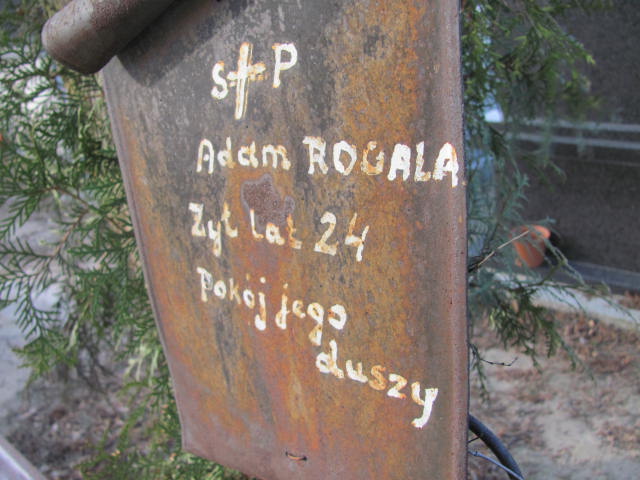 S+P
Adam ROGALA
Żył lat 24
Pokój jego
duszy